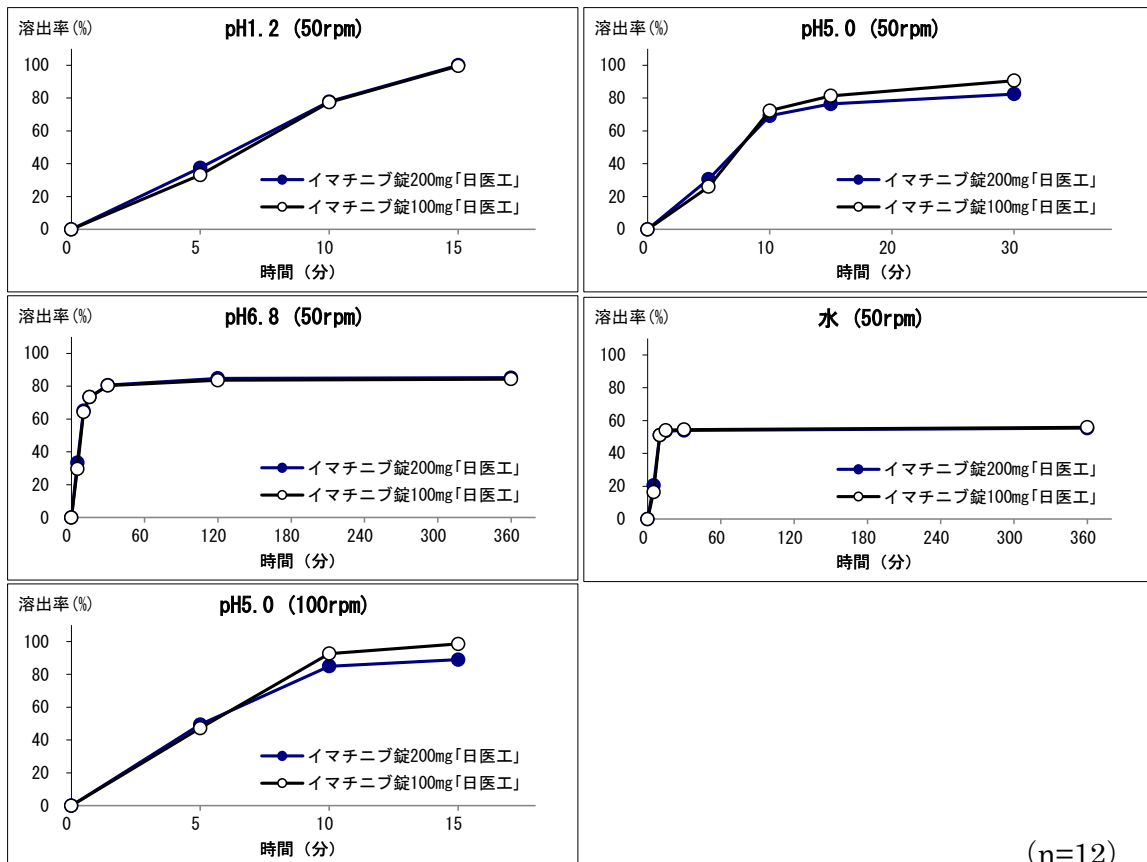 溶出率(%)
pH1.2 (50rpm)
100
80
60
40
20
0
イマチニブ錠200mg「日医工」
イマチニブ錠100mg「日医工」
0 5 10 15
時間（分）
溶出率(%)
pH5.0 (50rpm)
100
80
60
40
20
0
イマチニブ錠200mg「日医工」
イマチニブ錠100mg「日医工」
0 10 20 30
時間（分）
溶出率(%)
pH6.8 (50rpm)
100
80
60
40
20
0
イマチニブ錠200mg「日医工」
イマチニブ錠100mg「日医工」
0 60 120 180 240 300 360
時間（分）
溶出率(%)
水 (50rpm)
100
80
60
40
20
0
イマチニブ錠200mg「日医工」
イマチニブ錠100mg「日医工」
0 60 120 180 240 300 360
時間（分）
溶出率(%)
pH5.0 (100rpm)
100
80
60
40
20
0
イマチニブ錠200mg「日医工」
イマチニブ錠100mg「日医工」
0 5 10 15
時間（分）
(n=12)